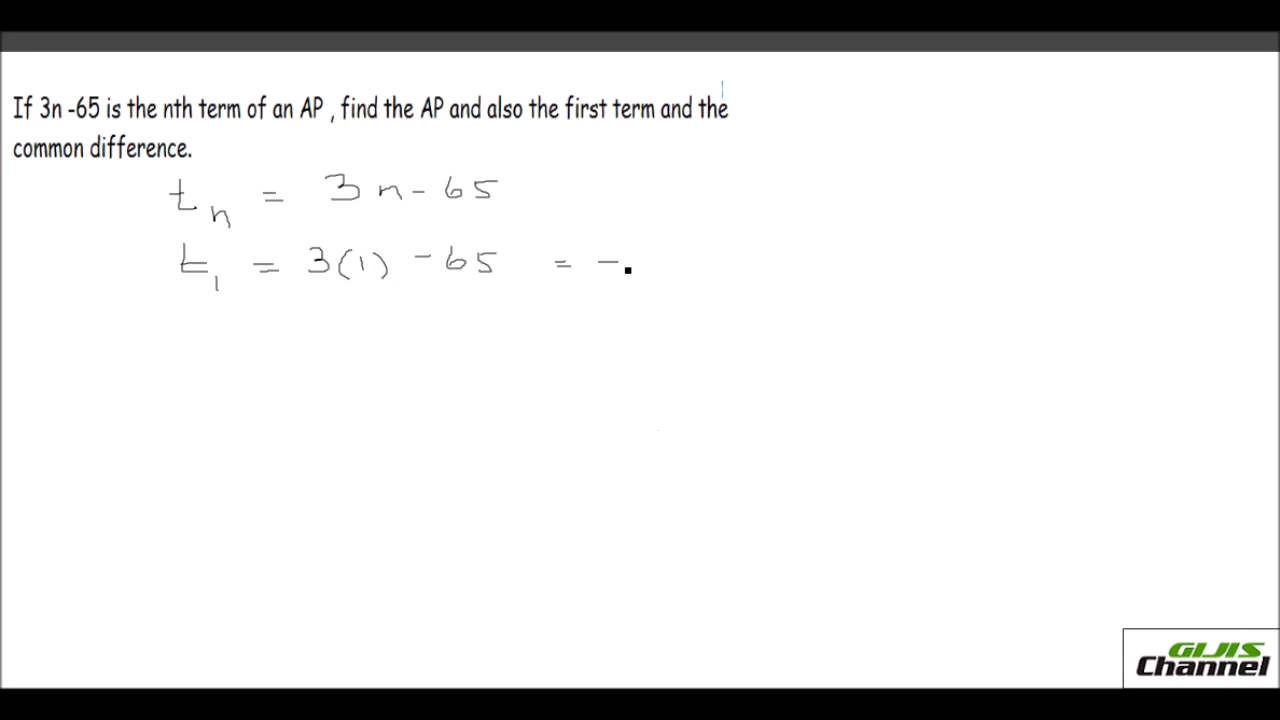 If 3n -65 is the nth term of an AP , find the AP and also the first term and the
common difference.
tn = 3n - 65
t1 = 3(1) - 65 = -
GIJIS
Channel